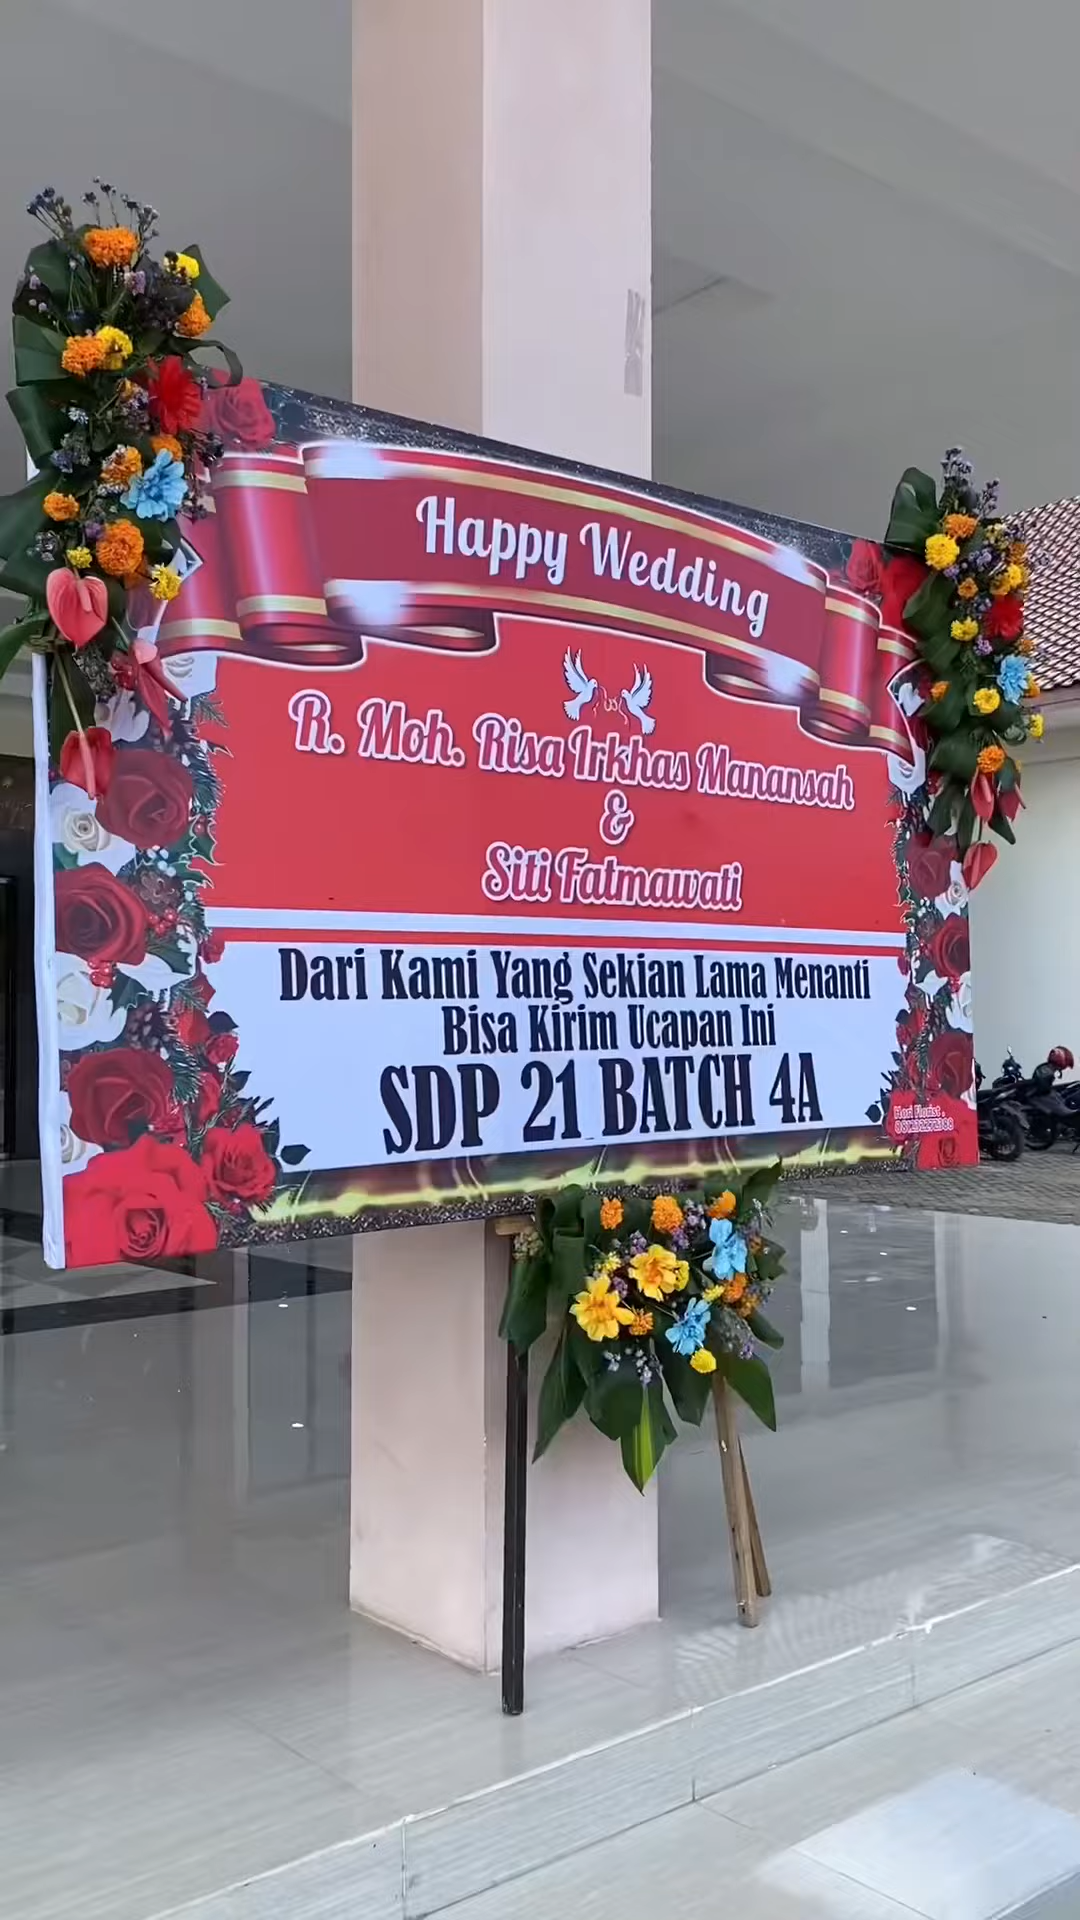 Happy Wedding
R. Moh. Risa Irkhas Manansah
&
Siti Fatmawati
Dari Kami Yang Sekian Lama Menanti
Bisa Kirim Ucapan Ini
SDP 21 BATCH 4A